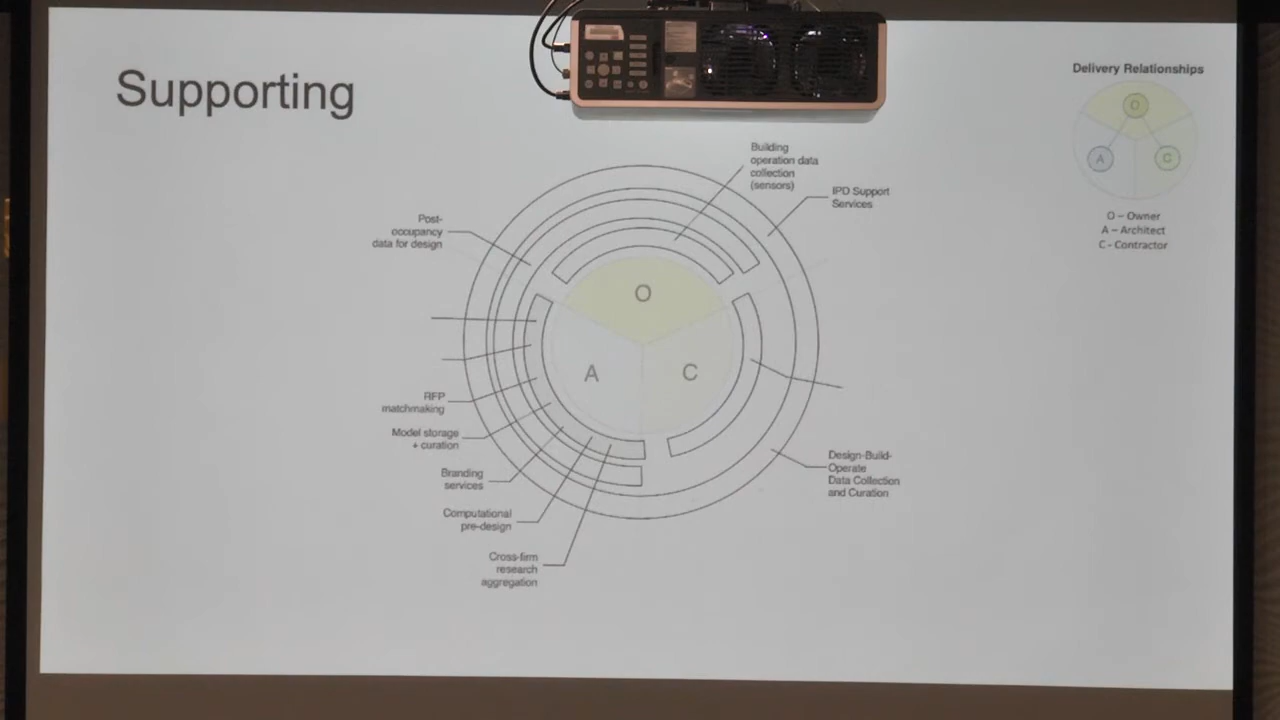 Supporting
Delivery Relationships
O
A
C
O – Owner
A – Architect
C - Contractor
Building
operation data
collection
(sensors)
IPD Support
Services
Post-
occupancy
data for design
O
A
C
RFP
matchmaking
Model storage
+ curation
Branding
services
Computational
pre-design
Cross-firm
research
aggregation
Design-Build-
Operate
Data Collection
and Curation